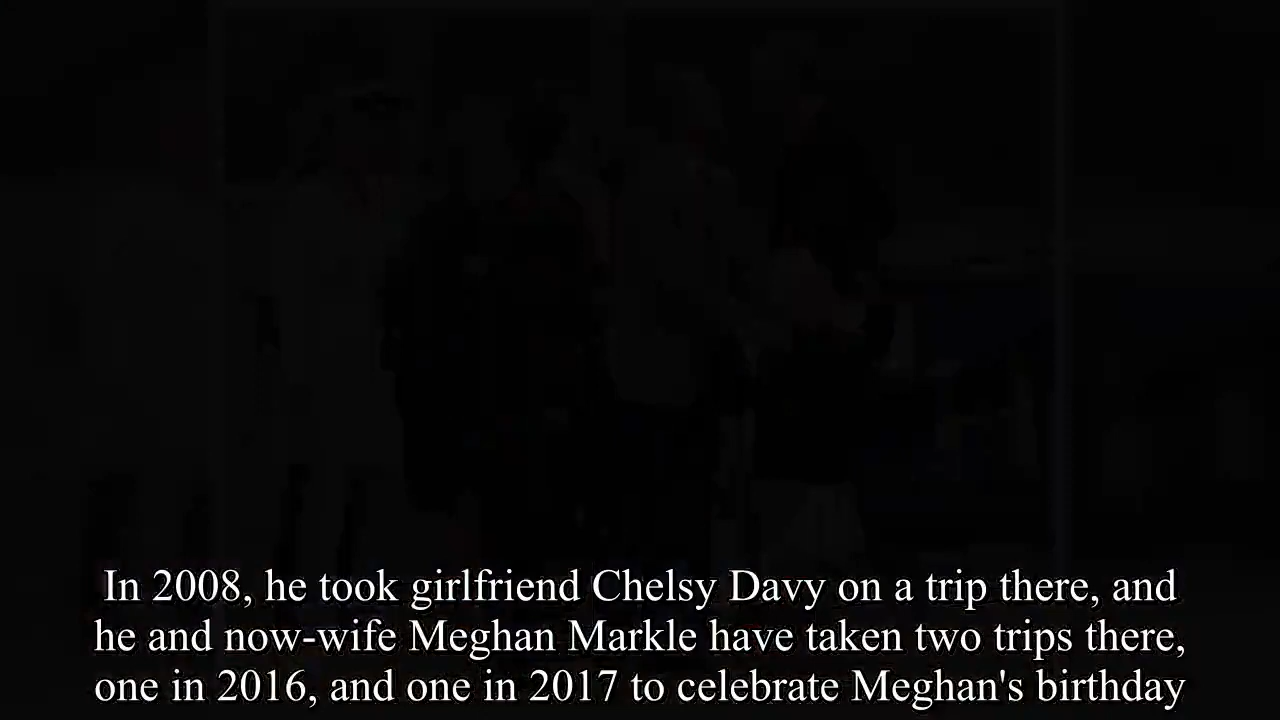 In 2008, he took girlfriend Chelsy Davy on a trip there, and
he and now-wife Meghan Markle have taken two trips there,
one in 2016, and one in 2017 to celebrate Meghan's birthday